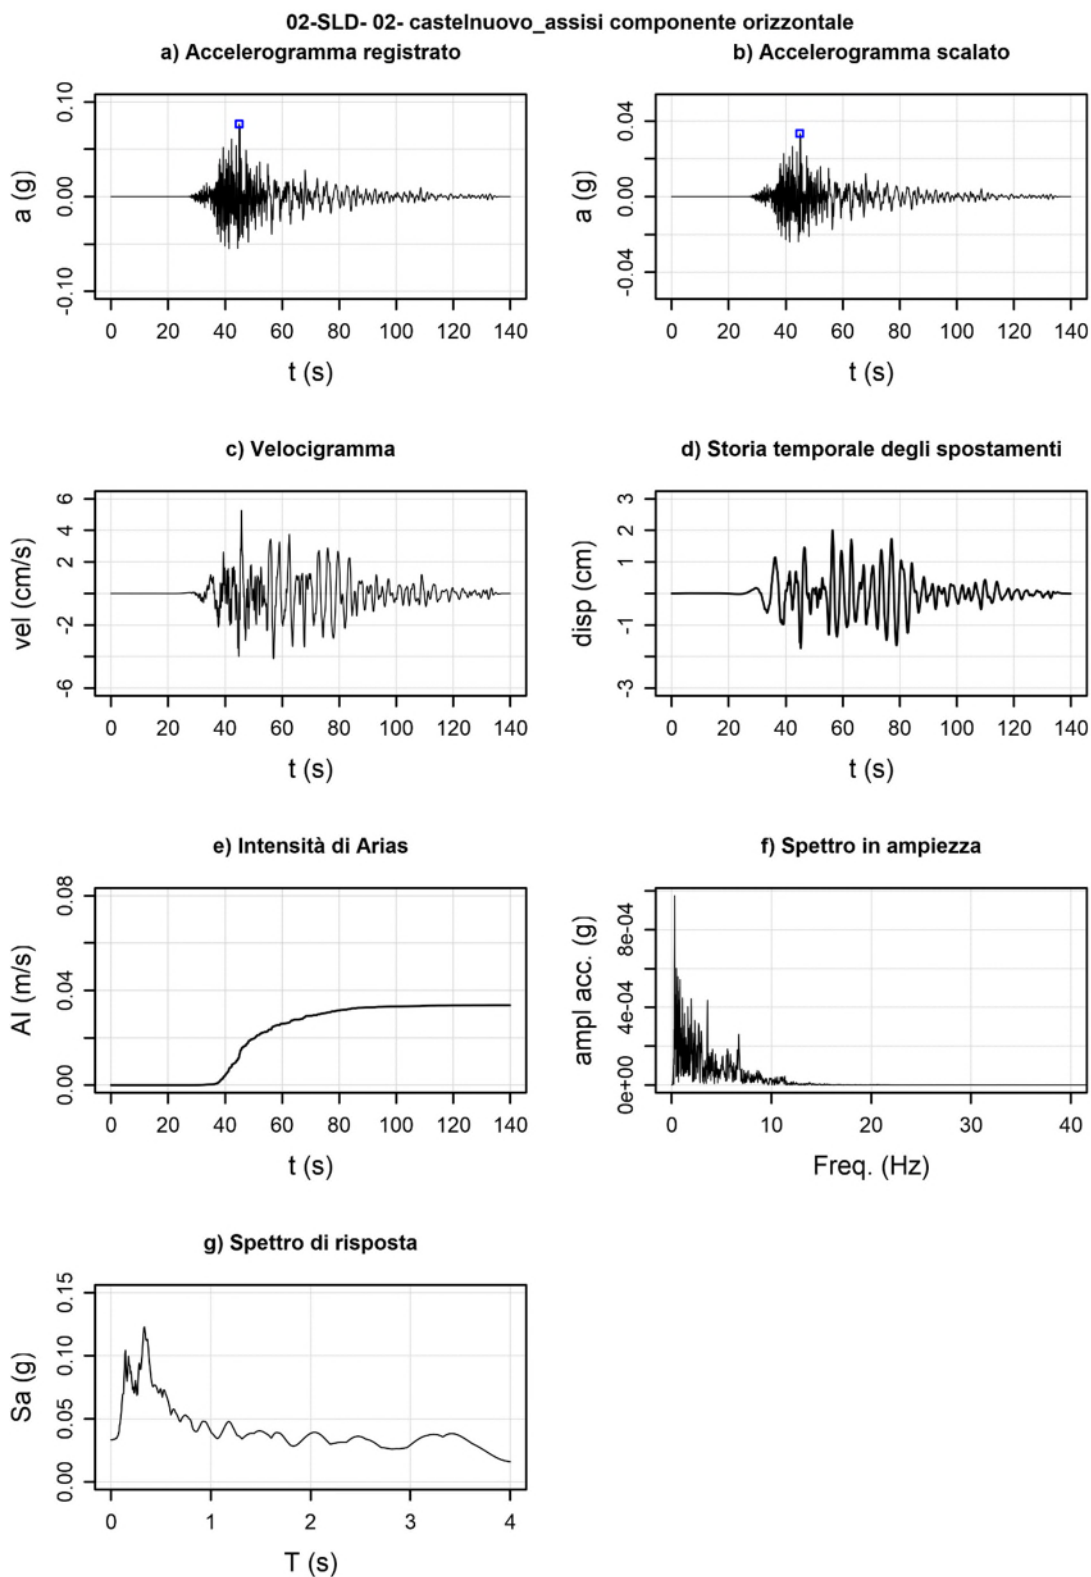 02-SLD- 02- castelnuovo_assisi componente orizzontale
a) Accelerogramma registrato
b) Accelerogramma scalato
a (g)
0.10
0.00
-0.10
0 20 40 60 80 100 120 140
t (s)
a (g)
0.04
0.00
-0.04
0 20 40 60 80 100 120 140
t (s)
c) Velocigramma
d) Storia temporale degli spostamenti
vel (cm/s)
6
4
2
-2
-6
0 20 40 60 80 100 120 140
t (s)
disp (cm)
3
2
1
-1
-3
0 20 40 60 80 100 120 140
t (s)
e) Intensità di Arias
f) Spettro in ampiezza
AI (m/s)
0.08
0.04
0.00
0 20 40 60 80 100 120 140
t (s)
ampl acc. (g)
8e-04
4e-04
0e+00
0 10 20 30 40
Freq. (Hz)
g) Spettro di risposta
Sa (g)
0.15
0.10
0.05
0.00
0 1 2 3 4
T (s)